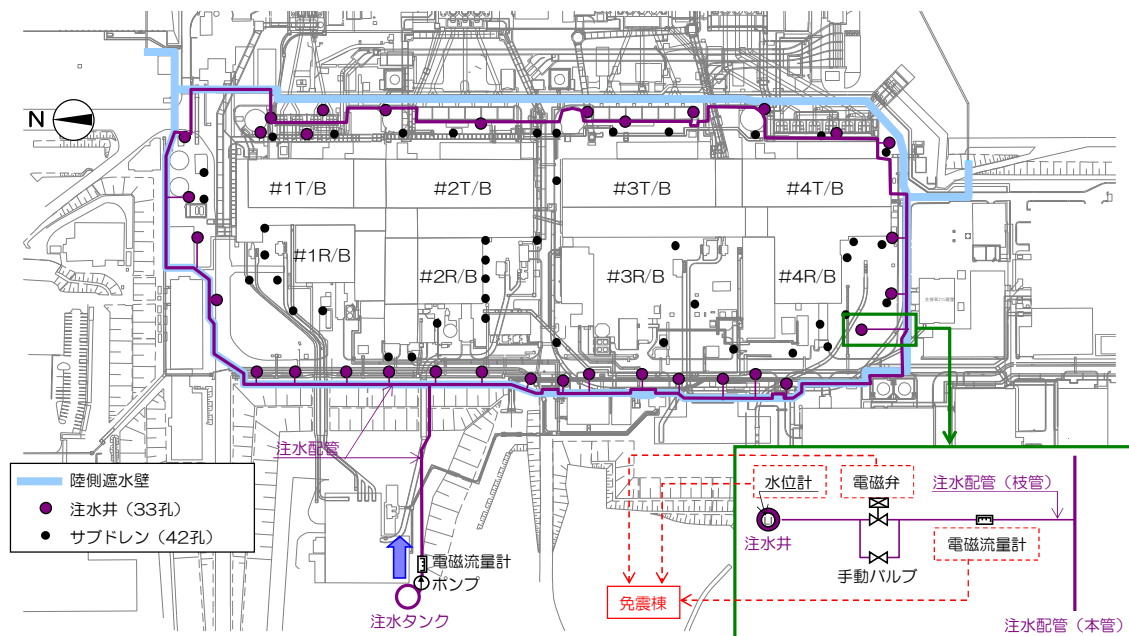 N
#1T/B
#2T/B
#3T/B
#4T/B
#1R/B
#2R/B
#3R/B
#4R/B
注水配管
陸側遮水壁
注水井（33孔）
サブドレン（42孔）
電磁流量計
ポンプ
注水タンク
水位計
電磁弁
注水配管（枝管）
注水井
電磁流量計
手動バルブ
免震棟
注水配管（本管）